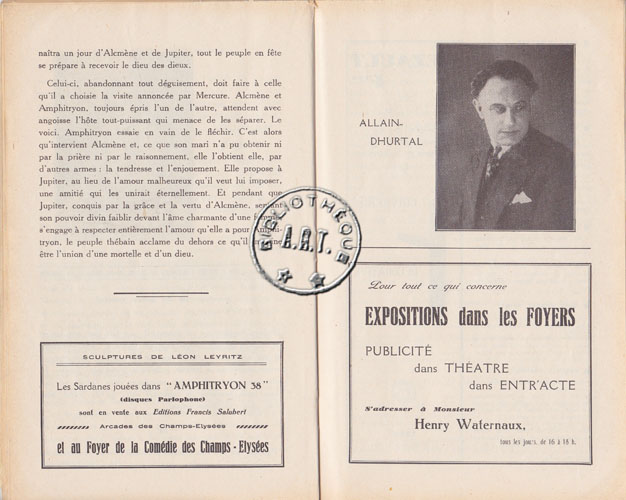 naîtra un jour d'Alcmène et de Jupiter, tout le peuple en fête
se prépare à recevoir le dieu des dieux.
Celui-ci, abandonnant tout déguisement, doit faire à celle
qu'il a choisie la visite annoncée par Mercure. Alcmène et
Amphitryon, toujours épris l'un de l'autre, attendent avec
angoisse l'hôte tout-puissant qui menace de les séparer. Le
voici. Amphitryon essaie en vain de le fléchir. C'est alors
qu'intervient Alcmène et, ce que son mari n'a pu obtenir ni
par la prière ni par le raisonnement, elle l'obtient elle, par
d'autres armes : la tendresse et l'enjouement. Elle propose à
Jupiter, au lieu de l'amour malheureux qu'il veut lui imposer,
une amitié qui les unirait éternellement. Et pendant que
Jupiter, conquis par la grâce et la vertu d'Alcmène,
son pouvoir divin faiblir devant l'âme charmante d'une
s'engage à respecter entièrement l'amour qu'elle a pour
tryon, le peuple thébain acclame du dehors ce qu'il
être l'union d'une mortelle et d'un dieu.
BIBLIOTHÈQUE
A.R.T.
SCULPTURES DE LÉON LEYRITZ
Les Sardanes jouées dans "AMPHITRYON 38"
(disques Parlophone)
sont en vente aux Editions Francis Salabert
Arcades des Champs-Elysées
et au Foyer de la Comédie des Champs-Elysées
ALLAIN-
DHURTAL
Pour tout ce qui concerne
EXPOSITIONS dans les FOYERS
PUBLICITÉ
dans THÉATRE
dans ENTR'ACTE
S'adresser à Monsieur
Henry Waternaux,
tous les jours, de 16 à 18 h.